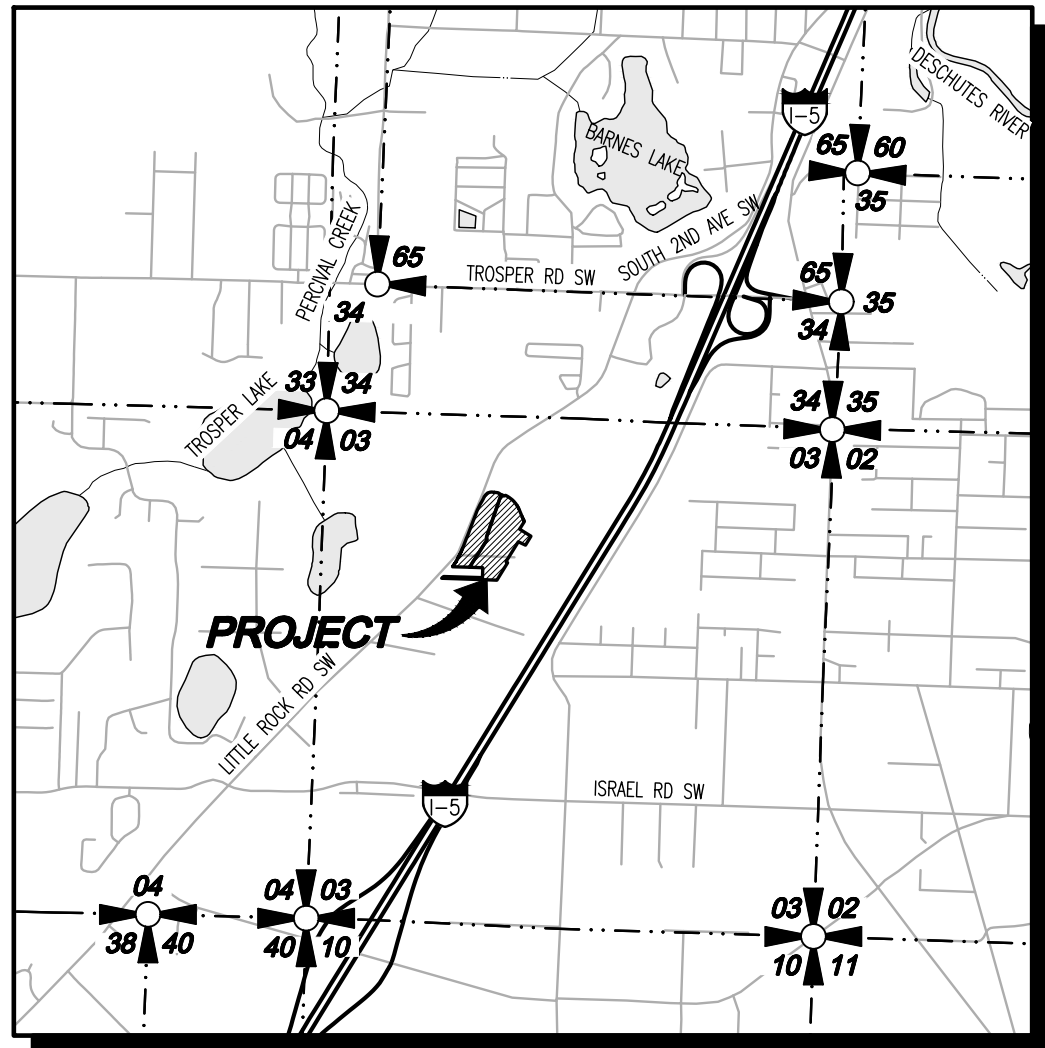 DESCHUTES RIVER
I-5
BARNES LAKE
65 60
35
PERCIVAL CREEK
SOUTH 2ND AVE SW
65
TROSPER RD SW
34
65
35
34
33 34
04 03
TROSPER LAKE
34 35
03 02
PROJECT
LITTLE ROCK RD SW
ISRAEL RD SW
I-5
04
38 40
04 03
40 10
03 02
10 11